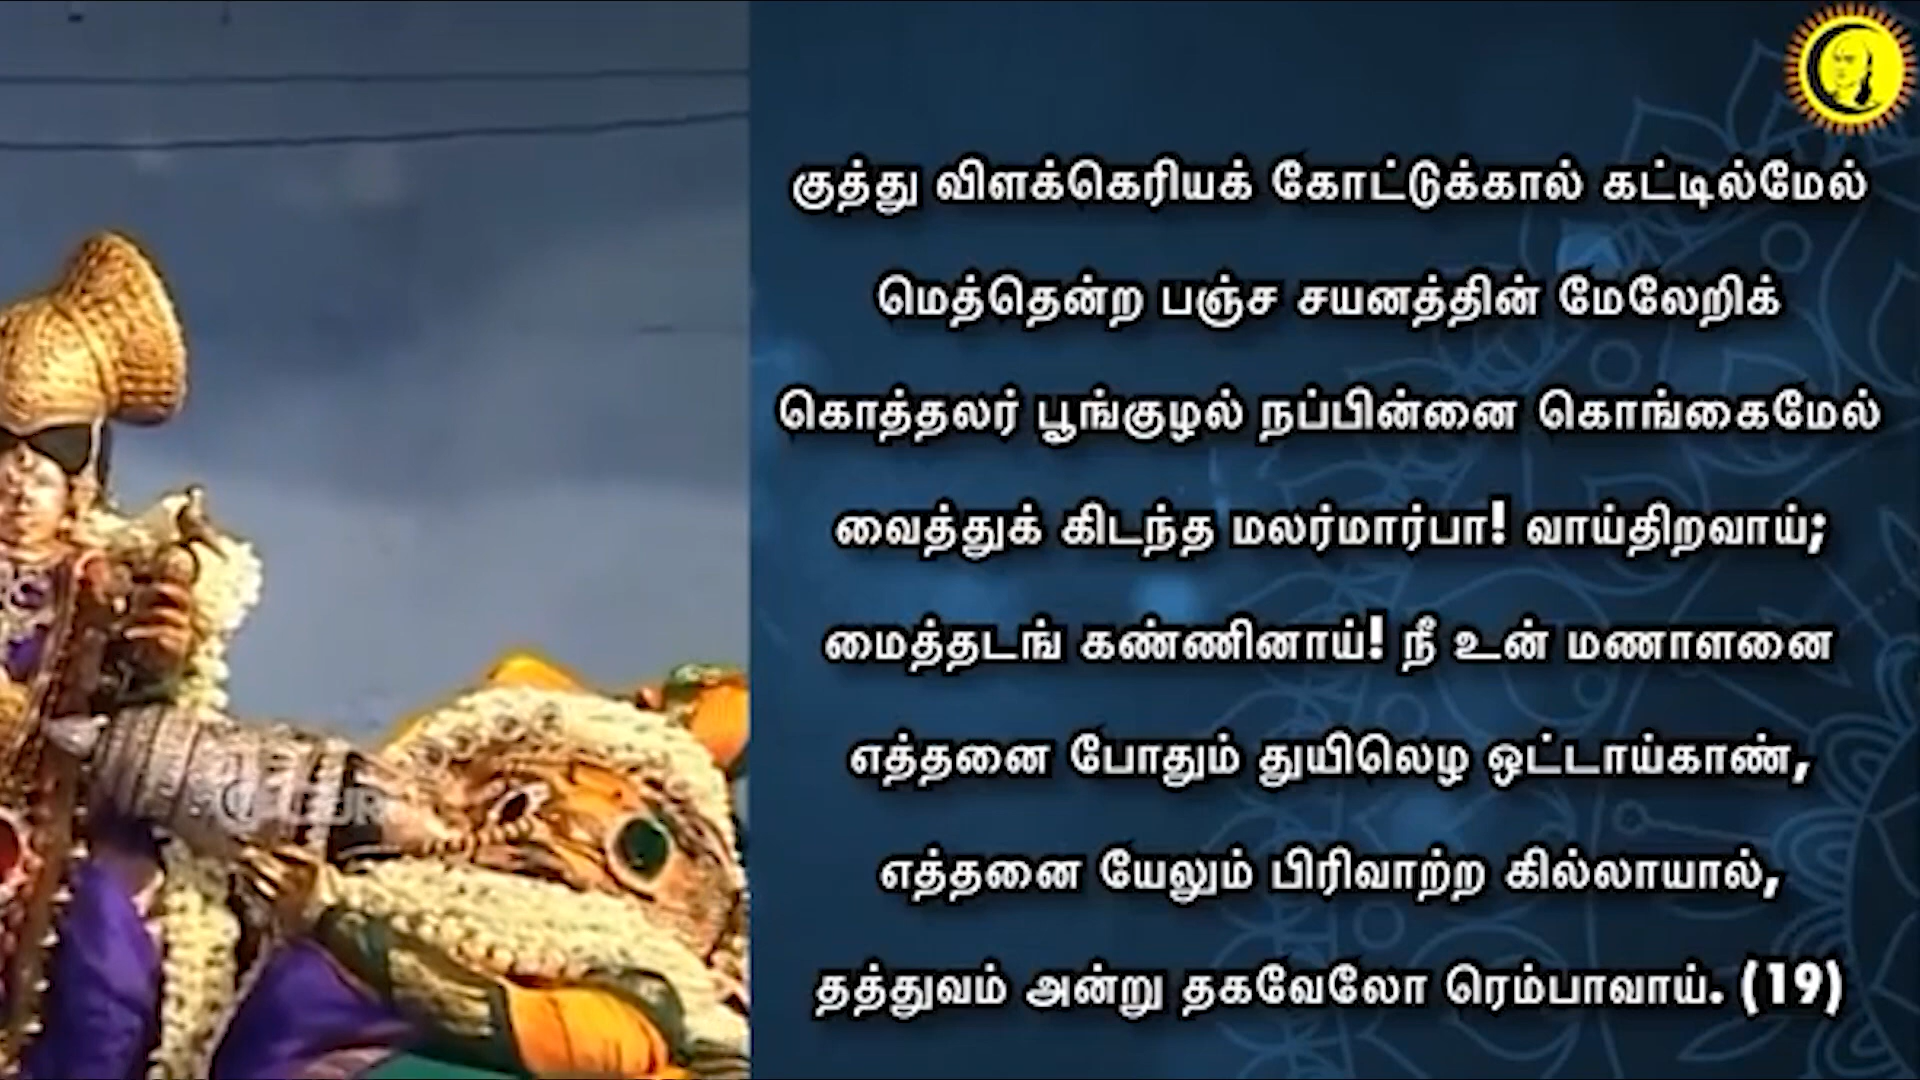 குத்து விளக்கெரியக் கோட்டுக்கால் கட்டில்மேல்
மெத்தென்ற பஞ்ச சயனத்தின் மேலேறிக்
கொத்தலர் பூங்குழல் நப்பின்னை கொங்கைமேல்
வைத்துக் கிடந்த மலர்மார்பா! வாய்திறவாய்;
மைத்தடங் கண்ணினாய்! நீ உன் மணாளனை
எத்தனை போதும் துயிலெழ ஒட்டாய்காண்,
எத்தனை யேலும் பிரிவாற்ற கில்லாயால்,
தத்துவம் அன்று தகவேலோ ரெம்பாவாய். (19)